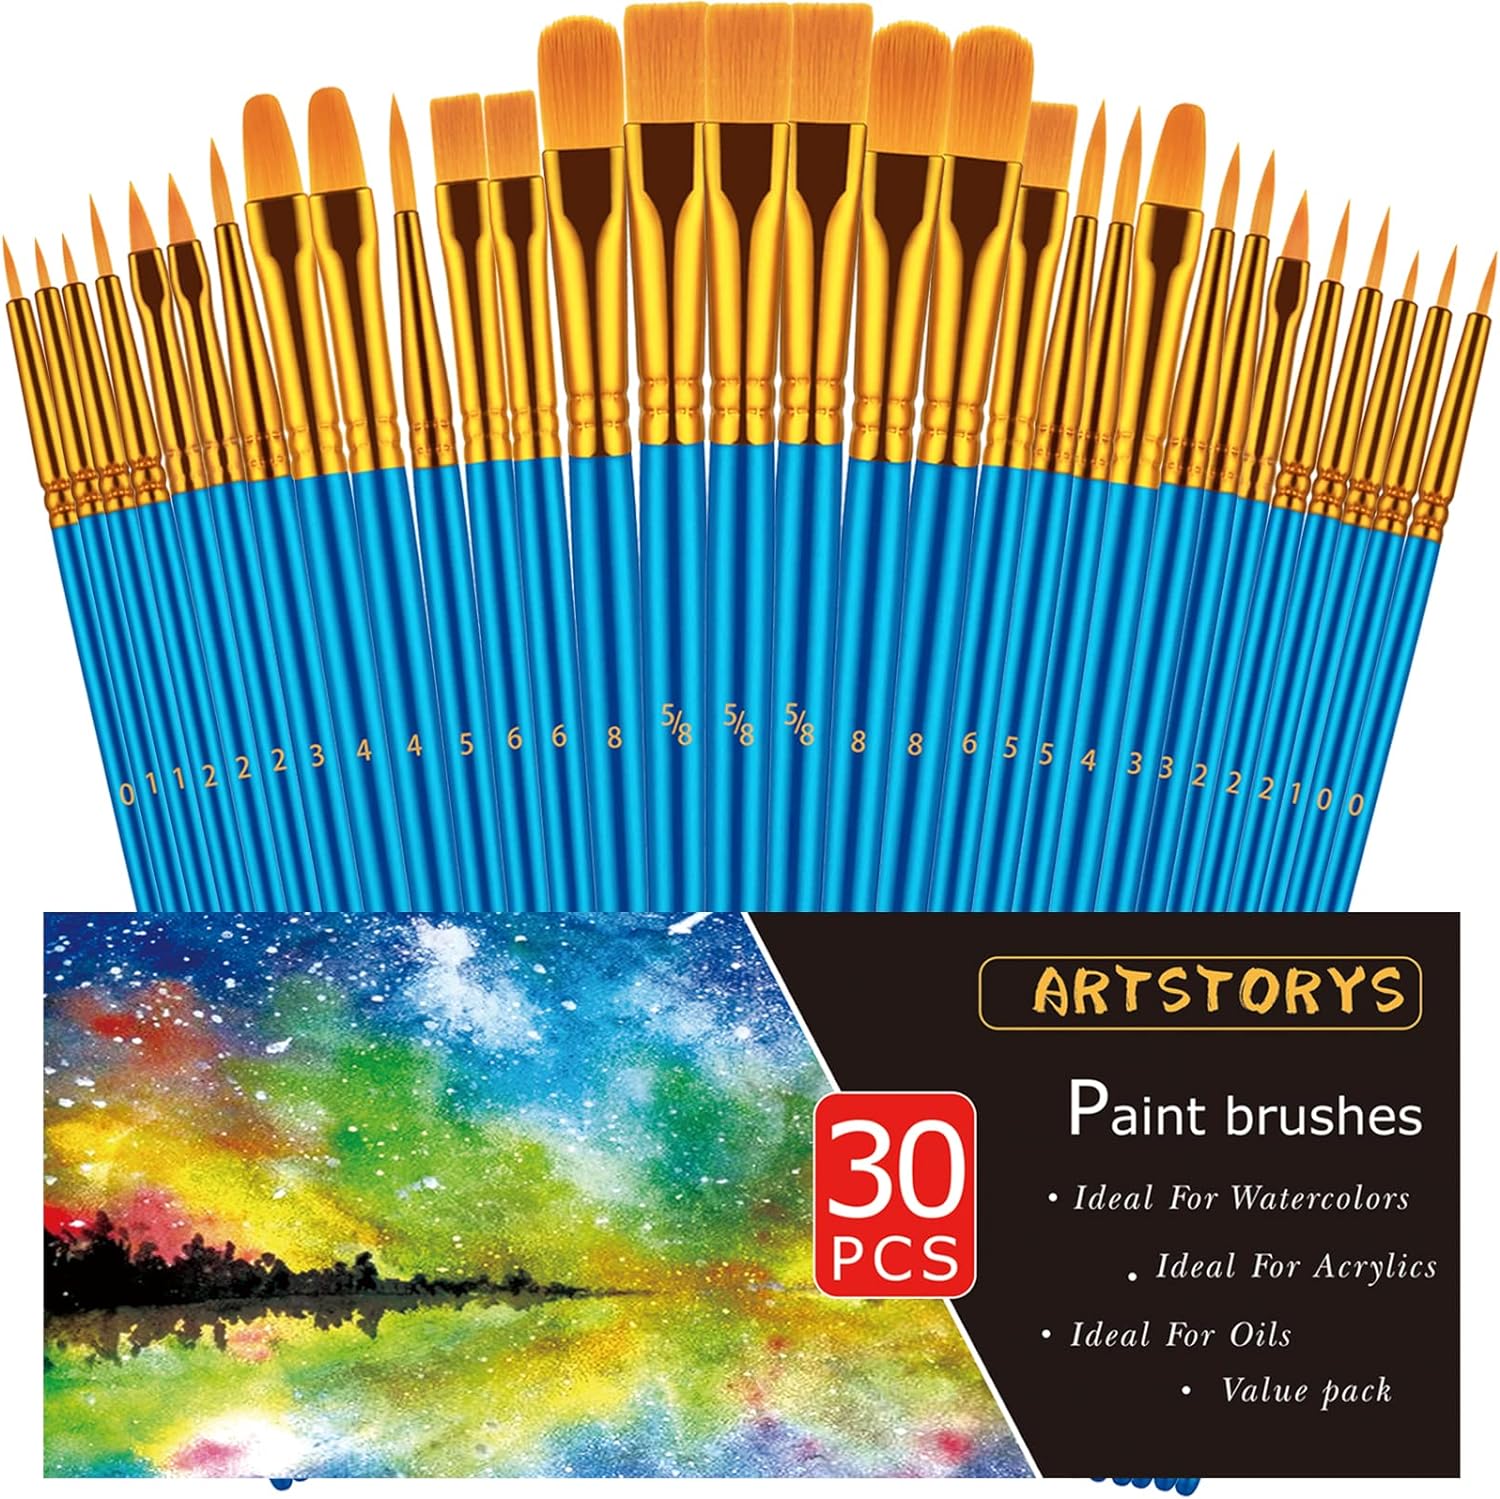 0 1 1 2 2 2 3 4 4 5 6 6 8 5/8 5/8 5/8 8 8 6 5 5 4 3 3 2 2 2 1 0 0
ARTSTORYS
Paint brushes
30
PCS
• Ideal For Watercolors
• Ideal For Acrylics
• Ideal For Oils
• Value pack